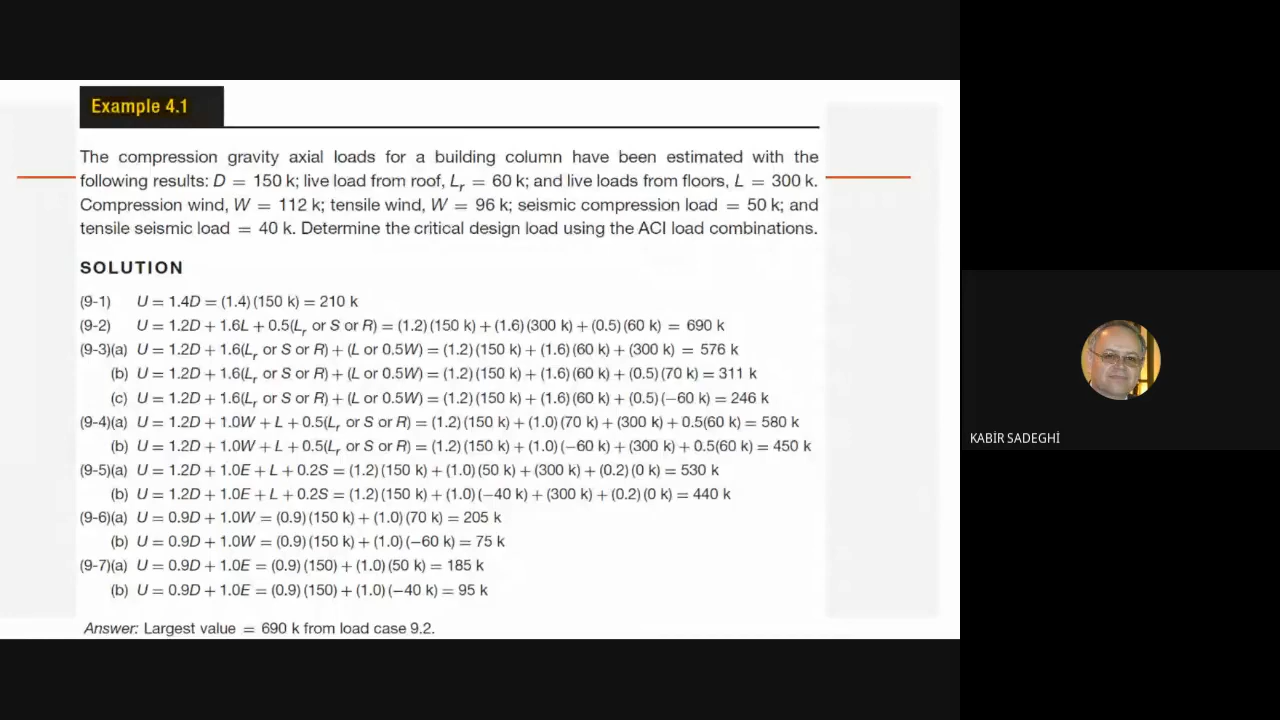 Example 4.1
The compression gravity axial loads for a building column have been estimated with the
following results: D = 150 k; live load from roof, Lr = 60 k; and live loads from floors, L = 300 k.
Compression wind, W = 112 k; tensile wind, W = 96 k; seismic compression load = 50 k; and
tensile seismic load = 40 k. Determine the critical design load using the ACI load combinations.
SOLUTION
(9-1) U = 1.4D = (1.4)(150 k) = 210 k
(9-2) U = 1.2D + 1.6L + 0.5(Lr or S or R) = (1.2)(150 k) + (1.6)(300 k) + (0.5)(60 k) = 690 k
(9-3)(a) U = 1.2D + 1.6(Lr or S or R) + (L or 0.5W) = (1.2)(150 k) + (1.6)(60 k) + (300 k) = 576 k
(b) U = 1.2D + 1.6(Lr or S or R) + (L or 0.5W) = (1.2)(150 k) + (1.6)(60 k) + (0.5)(70 k) = 311 k
(c) U = 1.2D + 1.6(Lr or S or R) + (L or 0.5W) = (1.2)(150 k) + (1.6)(60 k) + (0.5)(−60 k) = 246 k
(9-4)(a) U = 1.2D + 1.0W + L + 0.5(Lr or S or R) = (1.2)(150 k) + (1.0)(70 k) + (300 k) + 0.5(60 k) = 580 k
(b) U = 1.2D + 1.0W + L + 0.5(Lr or S or R) = (1.2)(150 k) + (1.0)(−60 k) + (300 k) + 0.5(60 k) = 450 k
(9-5)(a) U = 1.2D + 1.0E + L + 0.2S = (1.2)(150 k) + (1.0)(50 k) + (300 k) + (0.2)(0 k) = 530 k
(b) U = 1.2D + 1.0E + L + 0.2S = (1.2)(150 k) + (1.0)(−40 k) + (300 k) + (0.2)(0 k) = 440 k
(9-6)(a) U = 0.9D + 1.0W = (0.9)(150 k) + (1.0)(70 k) = 205 k
(b) U = 0.9D + 1.0W = (0.9)(150 k) + (1.0)(−60 k) = 75 k
(9-7)(a) U = 0.9D + 1.0E = (0.9)(150) + (1.0)(50 k) = 185 k
(b) U = 0.9D + 1.0E = (0.9)(150) + (1.0)(−40 k) = 95 k
Answer: Largest value = 690 k from load case 9.2.
KABİR SADEGHİ